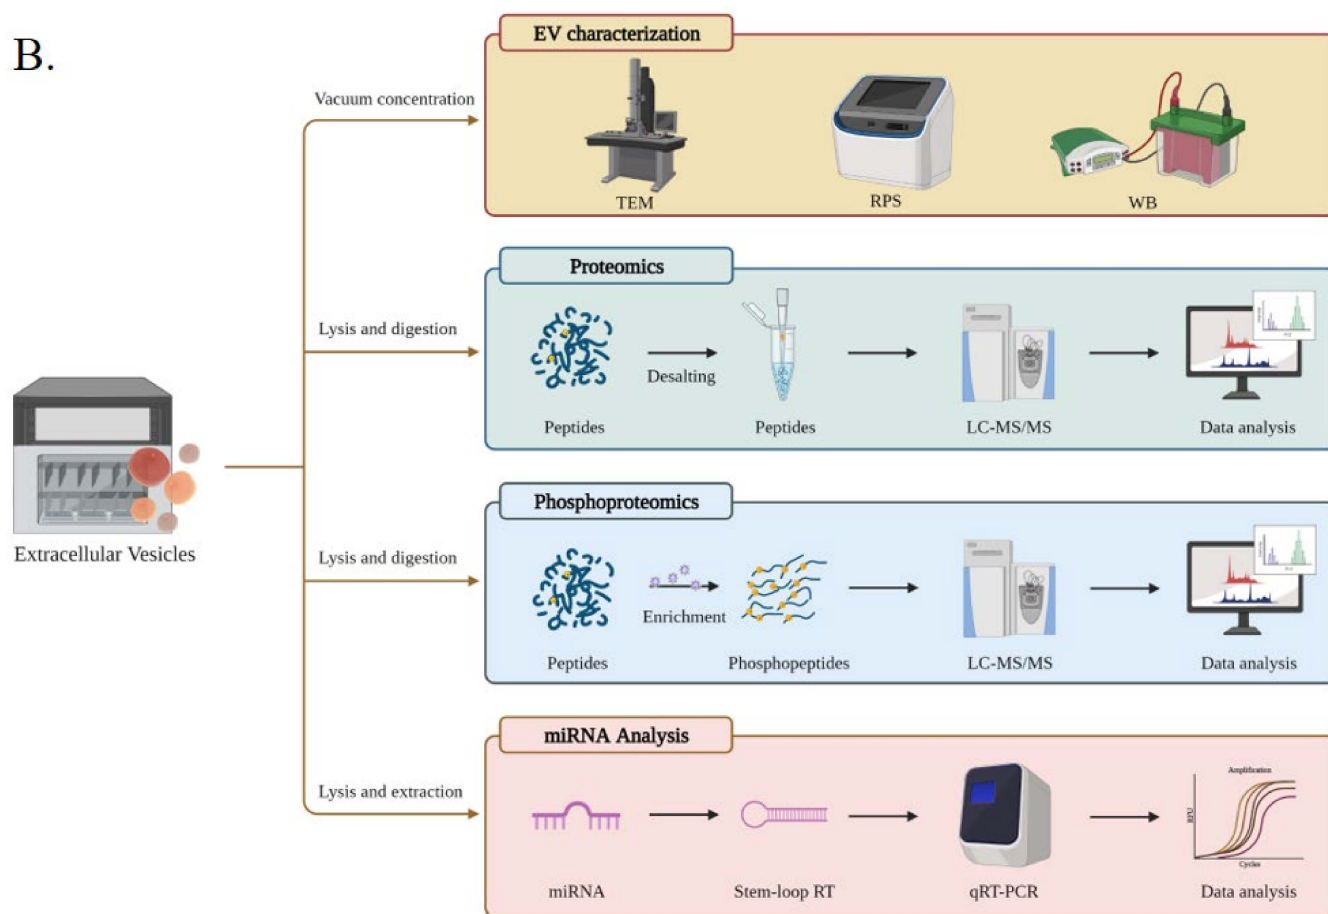 B.
EV characterization
Vacuum concentration
TEM
RPS
WB
Proteomics
Lysis and digestion
Desalting
Peptides
Peptides
LC-MS/MS
Data analysis
Extracellular Vesicles
Phosphoproteomics
Lysis and digestion
Enrichment
Peptides
Phosphopeptides
LC-MS/MS
Data analysis
miRNA Analysis
Lysis and extraction
Amplification
RFU
Cycles
miRNA
Stem-loop RT
qRT-PCR
Data analysis